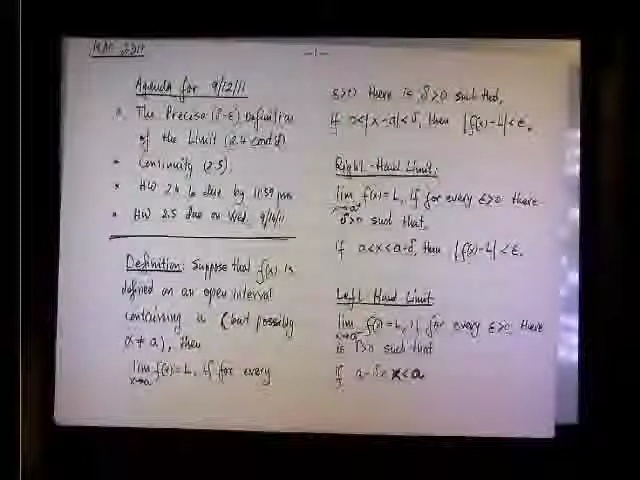 -1-
Agenda for 9/12/11
* The Precise (δ-ε) Definition
of the Limit (2.4 cont'd)
* Continuity (2.5).
* HW 2.4 is due by 11:59 pm
* HW 2.5 due on Wed. 9/14/11
Definition: Suppose that f(x) is
defined on an open interval
containing a (but possibly
x ≠ a), then
lim f(x) = L, if for every
x→a
ε>0 there is δ>0 such that,
if 0<|x-a|<δ, then |f(x)-L|<ε.
Right-Hand Limit:
lim f(x) = L, if for every ε>0 there
x→a⁺
δ>0 such that,
if a<x<a+δ, then |f(x)-L|<ε.
Left Hand Limit
lim f(x) = L, if for every ε>0 there
x→a⁻
is δ>0 such that
if a-δ<x<a